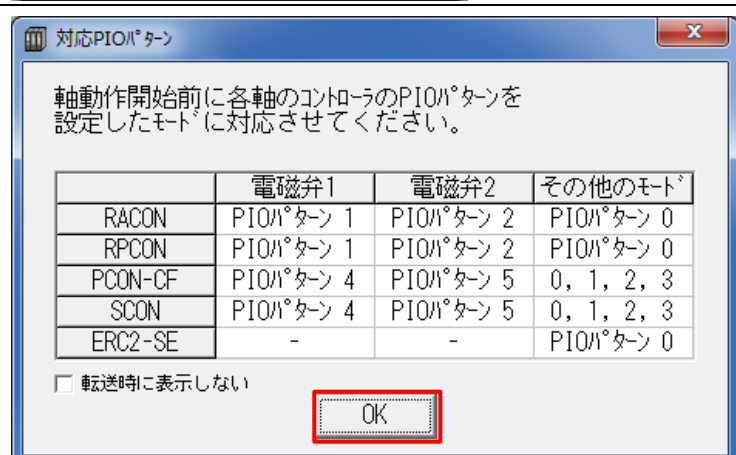 対応PIOﾊﾟﾀｰﾝ
軸動作開始前に各軸のｺﾝﾄﾛｰﾗのPIOﾊﾟﾀｰﾝを
設定したﾓｰﾄﾞに対応させてください。
電磁弁1 電磁弁2 その他のﾓｰﾄﾞ
RACON PIOﾊﾟﾀｰﾝ 1 PIOﾊﾟﾀｰﾝ 2 PIOﾊﾟﾀｰﾝ 0
RPCON PIOﾊﾟﾀｰﾝ 1 PIOﾊﾟﾀｰﾝ 2 PIOﾊﾟﾀｰﾝ 0
PCON-CF PIOﾊﾟﾀｰﾝ 4 PIOﾊﾟﾀｰﾝ 5 0, 1, 2, 3
SCON PIOﾊﾟﾀｰﾝ 4 PIOﾊﾟﾀｰﾝ 5 0, 1, 2, 3
ERC2-SE - - PIOﾊﾟﾀｰﾝ 0
転送時に表示しない
OK